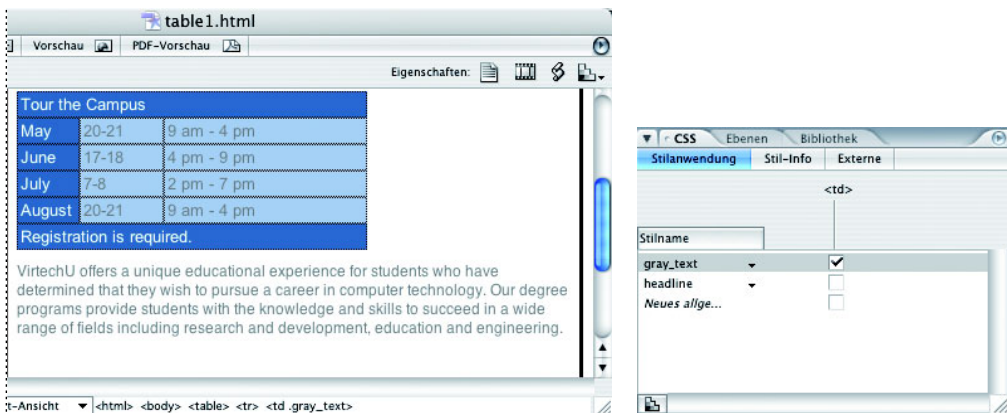 table1.html
Vorschau PDF-Vorschau
Eigenschaften:
Tour the Campus
May 20-21 9 am - 4 pm
June 17-18 4 pm - 9 pm
July 7-8 2 pm - 7 pm
August 20-21 9 am - 4 pm
Registration is required.
VirtechU offers a unique educational experience for students who have
determined that they wish to pursue a career in computer technology. Our degree
programs provide students with the knowledge and skills to succeed in a wide
range of fields including research and development, education and engineering.
t-Ansicht <html> <body> <table> <tr> <td .gray_text>
CSS Ebenen Bibliothek
Stilanwendung Stil-Info Externe
<td>
Stilname
gray_text
headline
Neues allge...